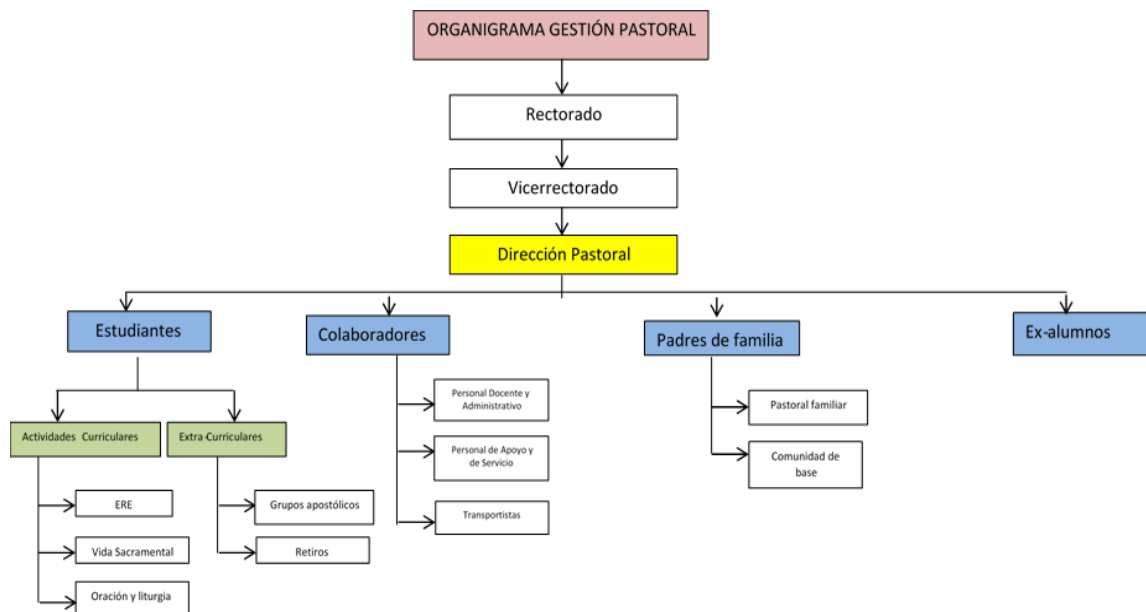 ORGANIGRAMA GESTIÓN PASTORAL
Rectorado
Vicerrectorado
Dirección Pastoral
Estudiantes
Colaboradores
Padres de familia
Ex-alumnos
Personal Docente y
Administrativo
Pastoral familiar
Actividades Curriculares
Extra-Curriculares
Personal de Apoyo y
de Servicio
Comunidad de
base
ERE
Grupos apostólicos
Transportistas
Vida Sacramental
Retiros
Oración y liturgia